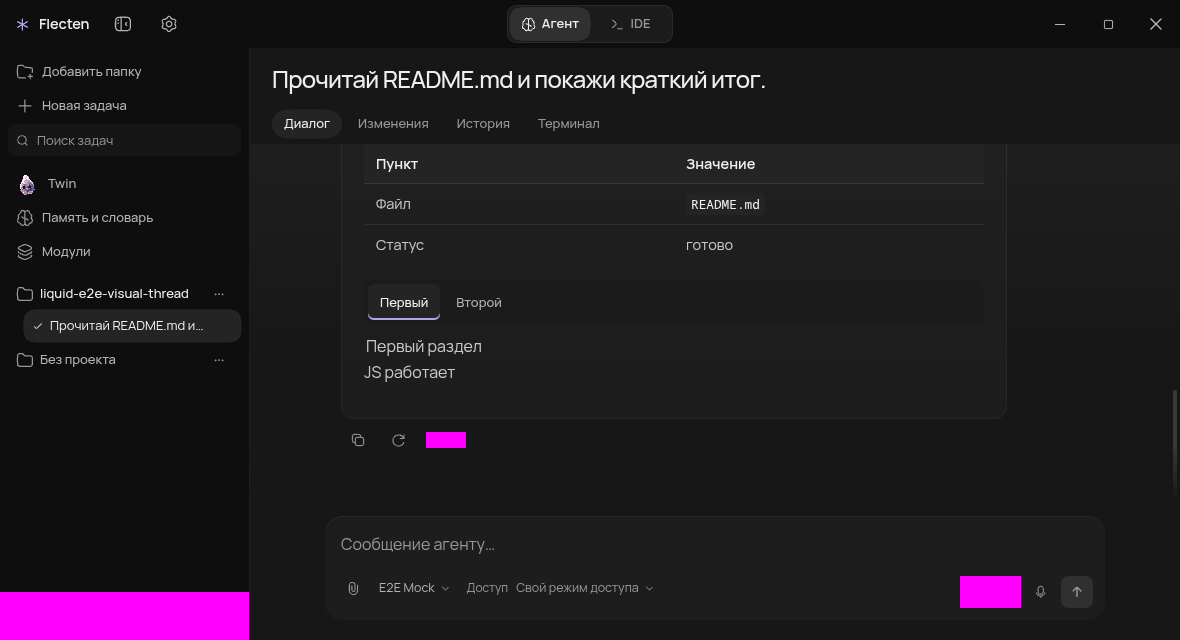 Flecten
Агент
IDE
Добавить папку
Новая задача
Поиск задач
Twin
Память и словарь
Модули
liquid-e2e-visual-thread
Прочитай README.md и...
Без проекта
Прочитай README.md и покажи краткий итог.
Диалог Изменения История Терминал
Пункт Значение
Файл README.md
Статус готово
Первый Второй
Первый раздел
JS работает
Сообщение агенту...
E2E Mock Доступ Свой режим доступа